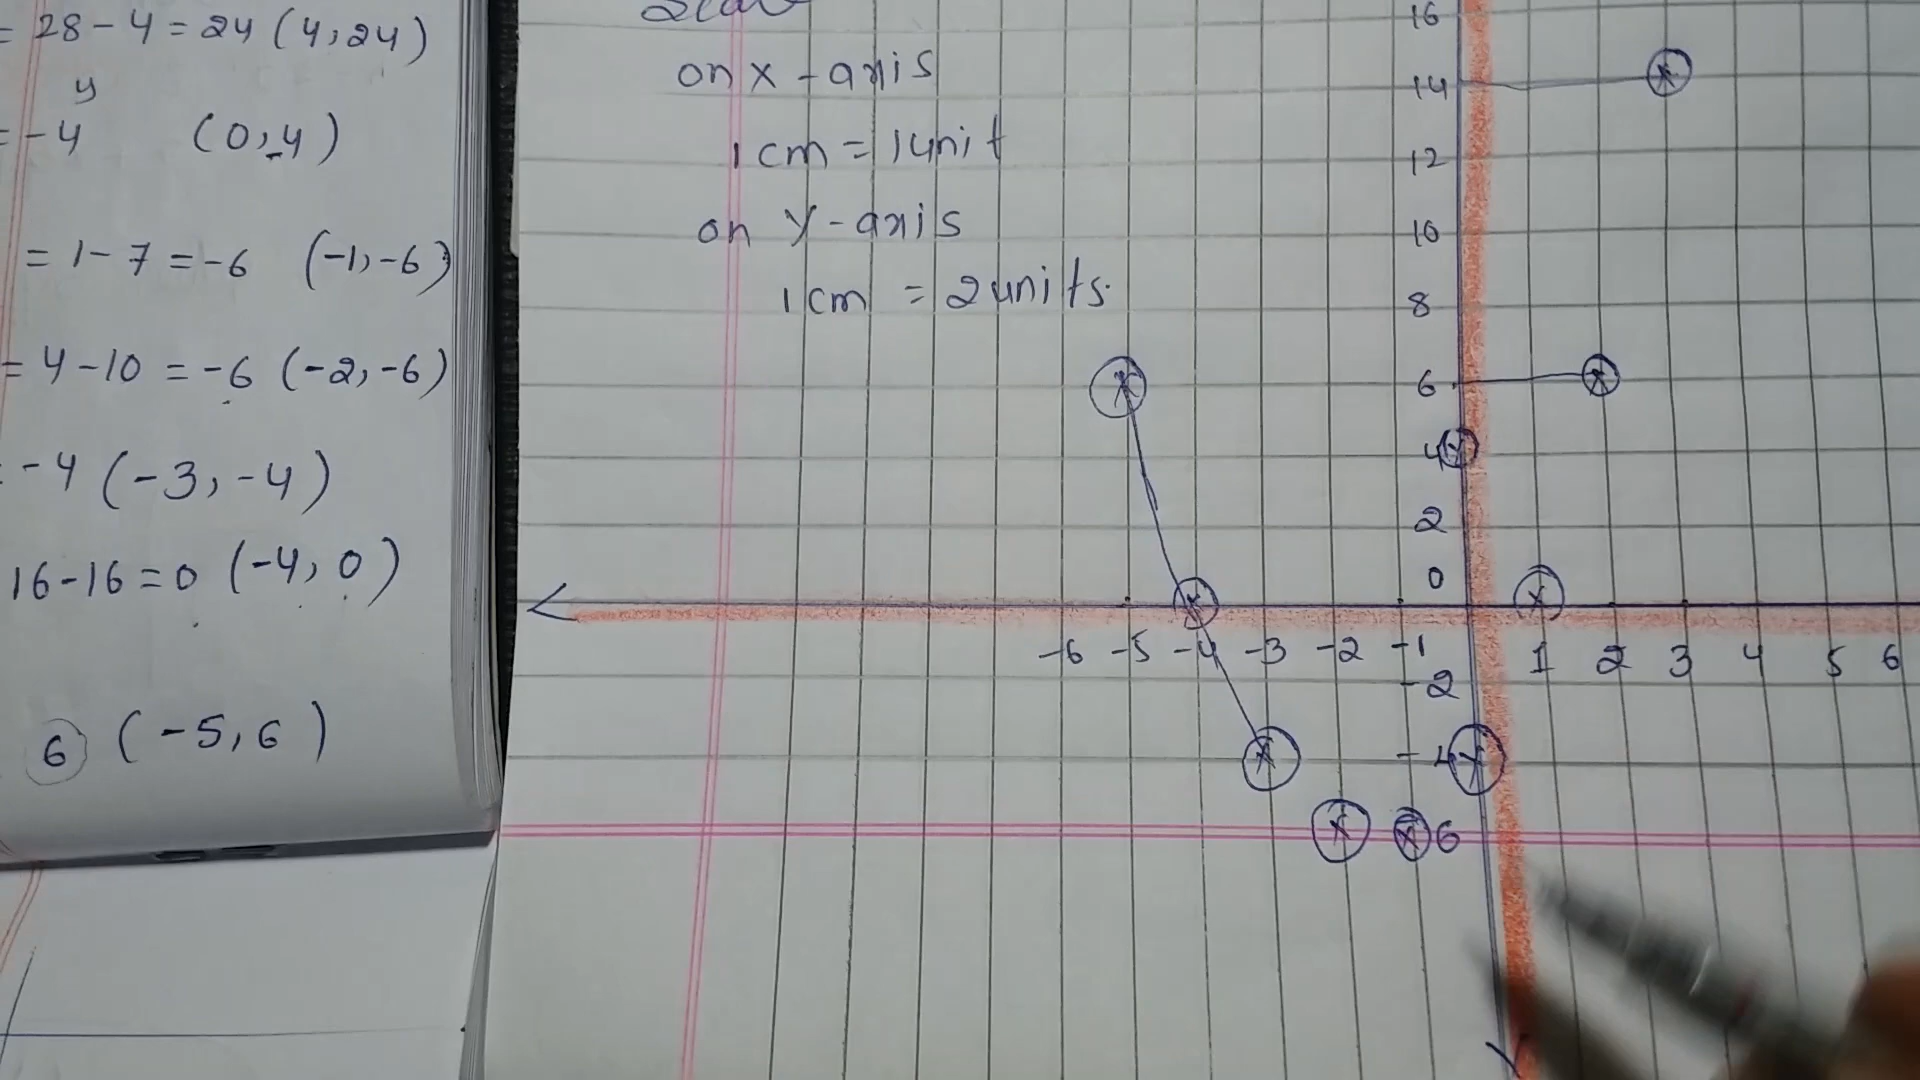 = 28 - 4 = 24 (4, 24)
y
= -4 (0, -4)
= 1 - 7 = -6 (-1, -6)
= 4 - 10 = -6 (-2, -6)
-4 (-3, -4)
16 - 16 = 0 (-4, 0)
6 (-5, 6)
on x-axis
1 cm = 1 unit
on y-axis
1 cm = 2 units.
16
14
12
10
8
6
4
2
0
-6 -5 -4 -3 -2 -1 1 2 3 4 5 6
-2
-4
6